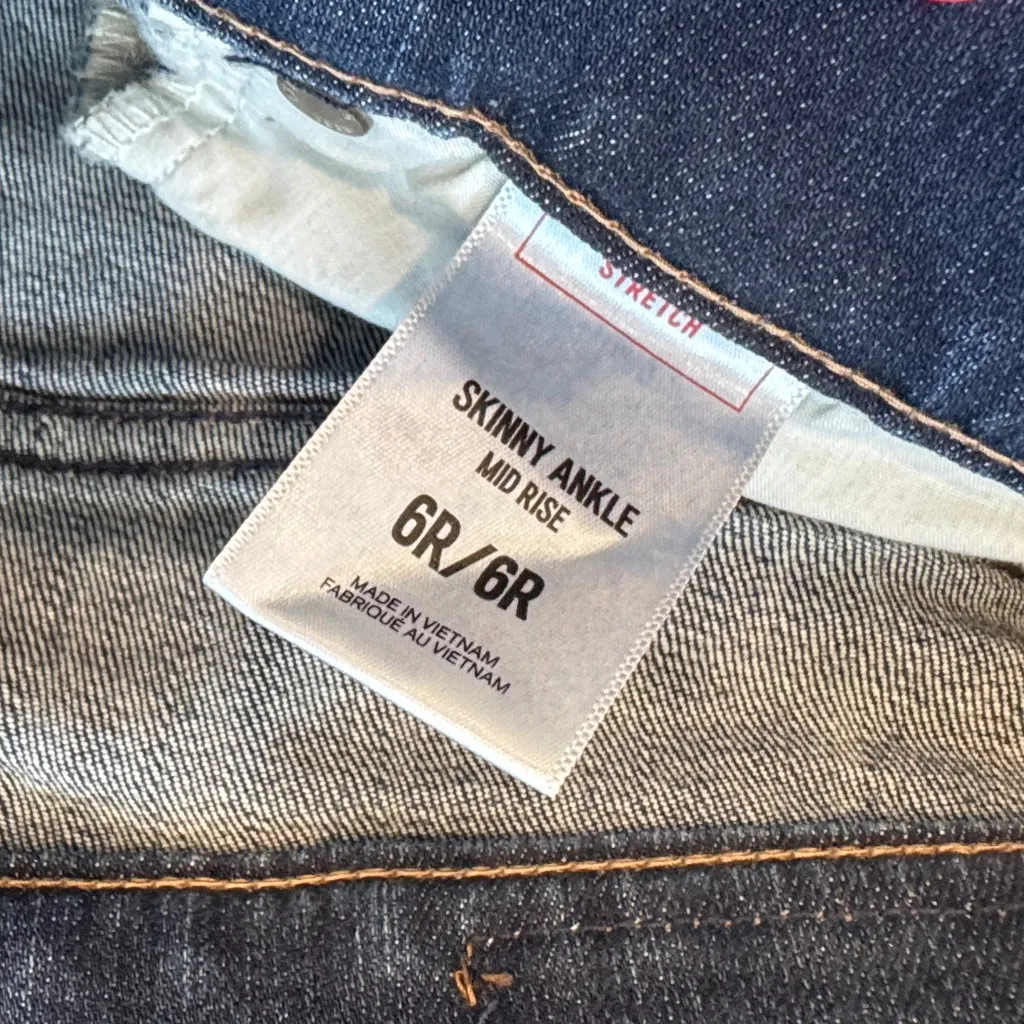 STRETCH
SKINNY ANKLE
MID RISE
6R/6R
MADE IN VIETNAM
FABRIQUÉ AU VIETNAM